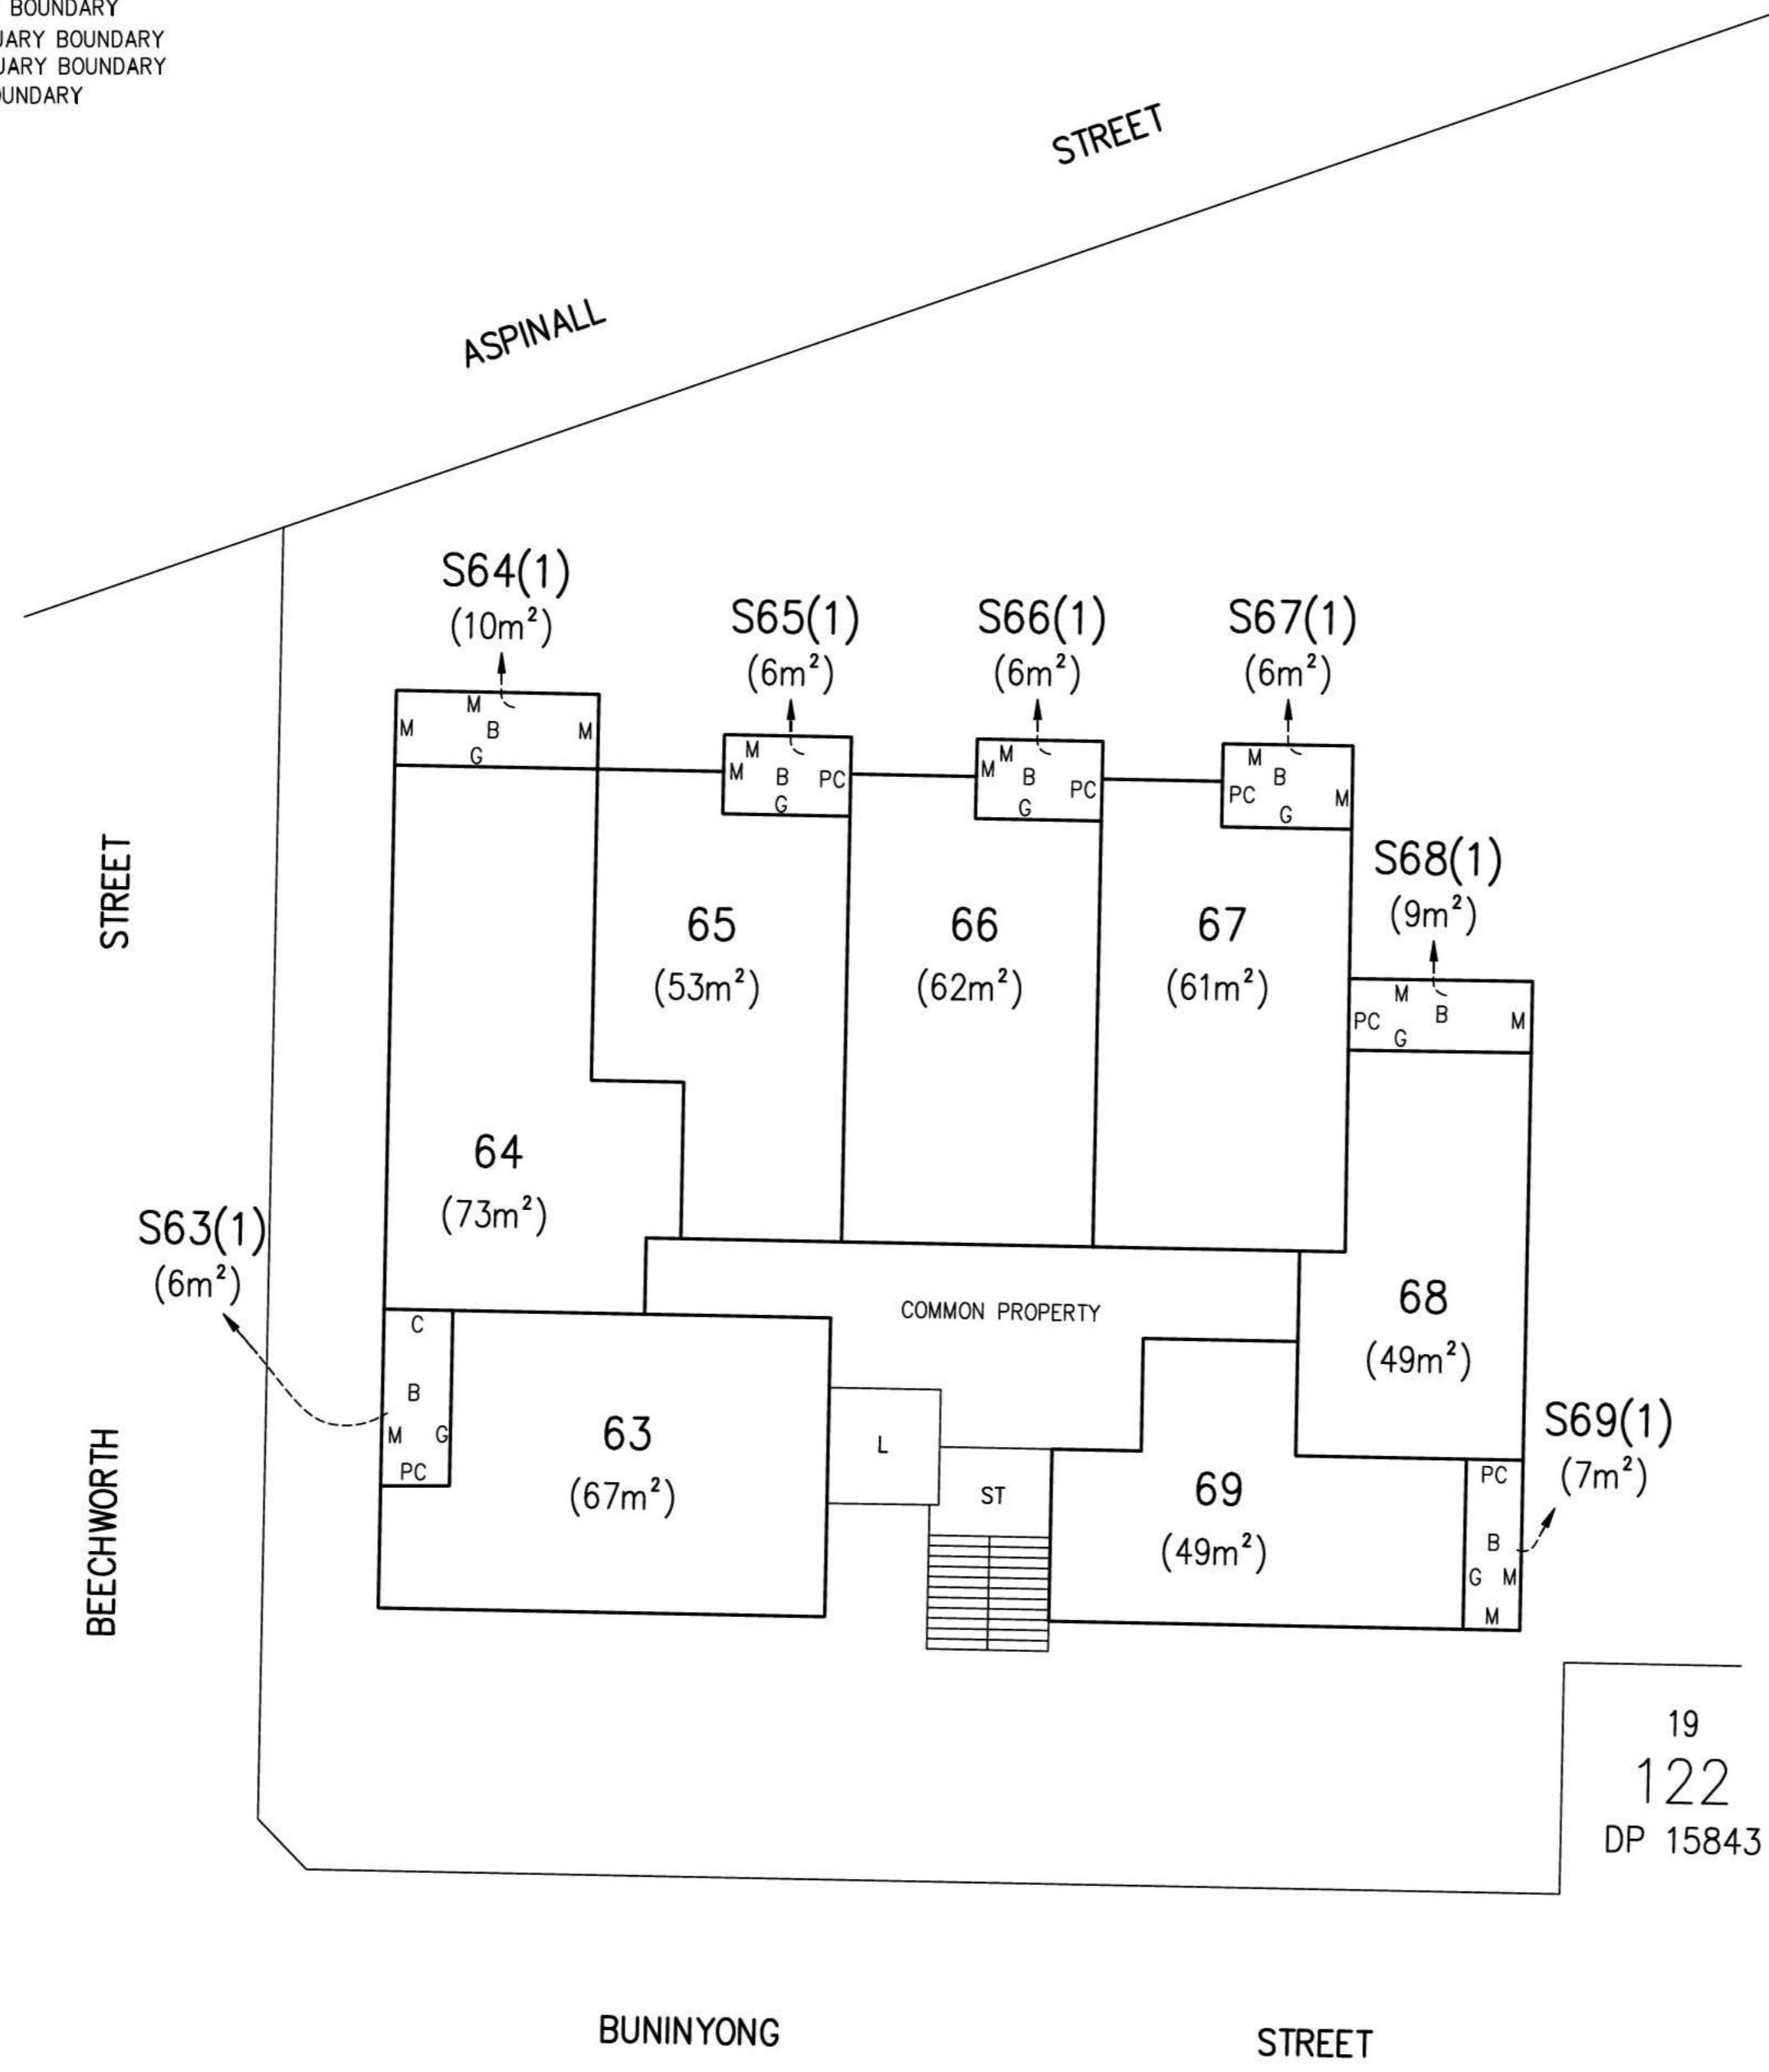 BOUNDARY
BOUNDARY
BOUNDARY
STREET
ASPINALL
S64(1)
(10m²)
S65(1)
(6m²)
S66(1)
(6m²)
S67(1)
(6m²)
M
M B M
G
M
M B PC
G
M
M B PC
G
M
B
PC M
G
STREET
S68(1)
(9m²)
M
PC B M
G
65
(53m²)
66
(62m²)
67
(61m²)
64
(73m²)
S63(1)
(6m²)
COMMON PROPERTY
68
(49m²)
C
B
M G
PC
63
(67m²)
L
ST
69
(49m²)
S69(1)
(7m²)
PC
B
G M
M
BEECHWORTH
19
122
DP 15843
BUNINYONG STREET